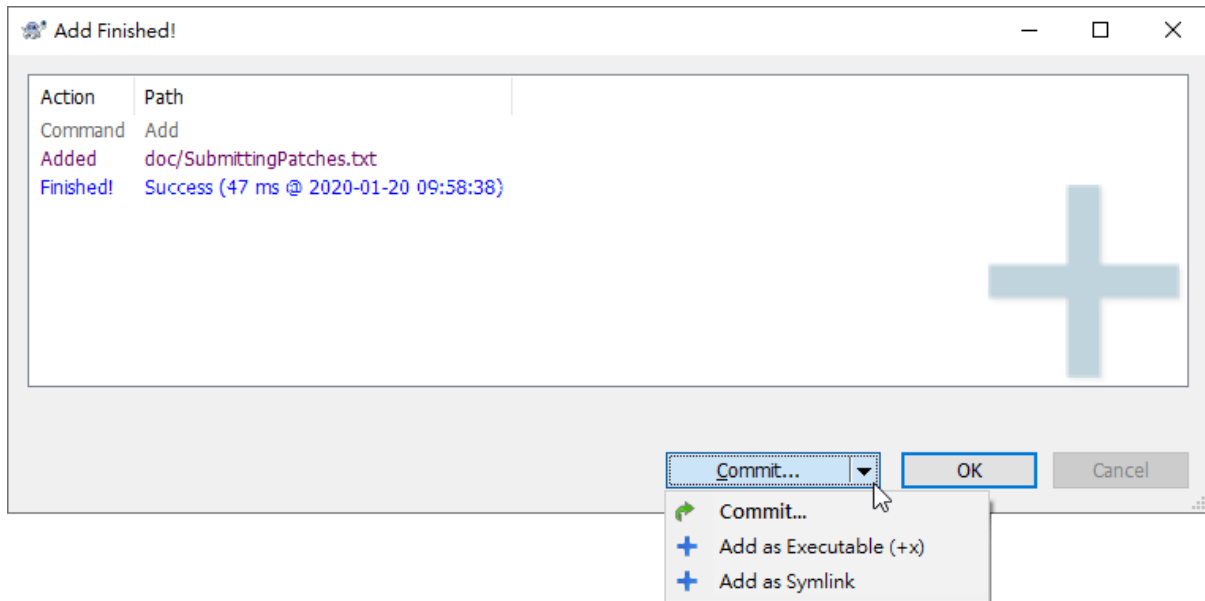 Add Finished!
Action Path
Command Add
Added doc/SubmittingPatches.txt
Finished! Success (47 ms @ 2020-01-20 09:58:38)
Commit... OK Cancel
Commit...
Add as Executable (+x)
Add as Symlink